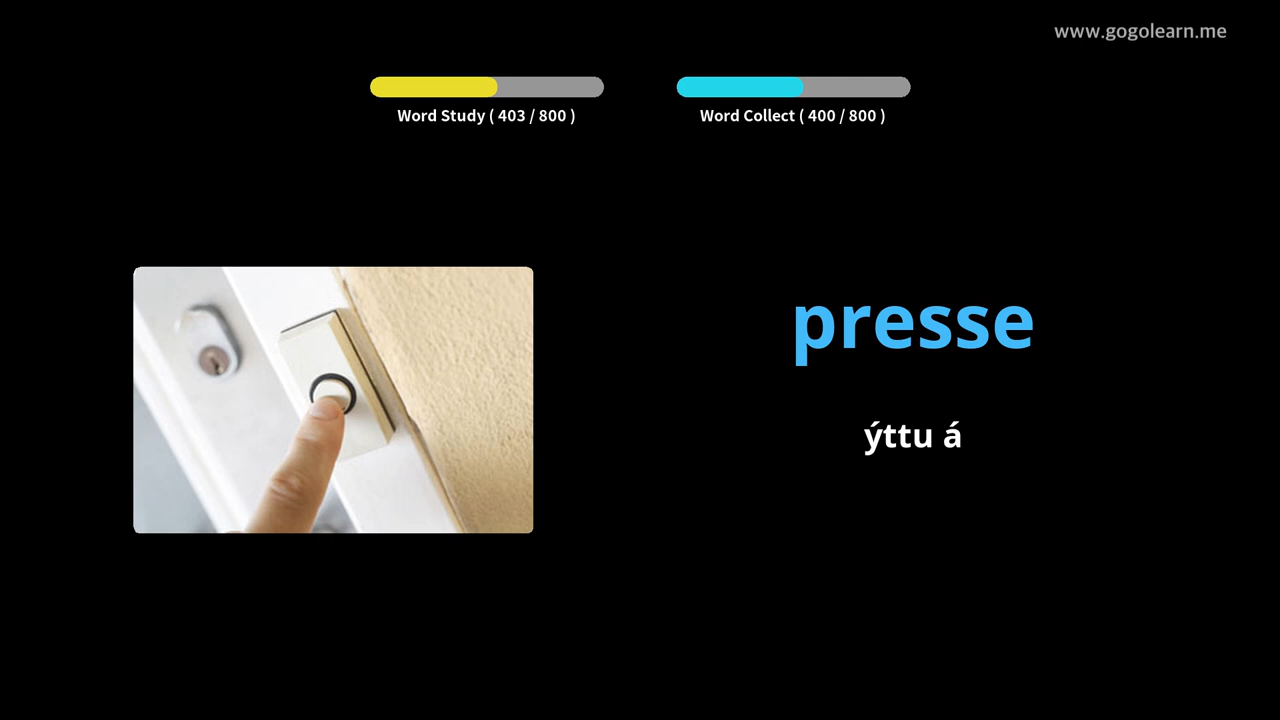 www.gogolearn.me
Word Study ( 403 / 800 )
Word Collect ( 400 / 800 )
presse
ýttu á